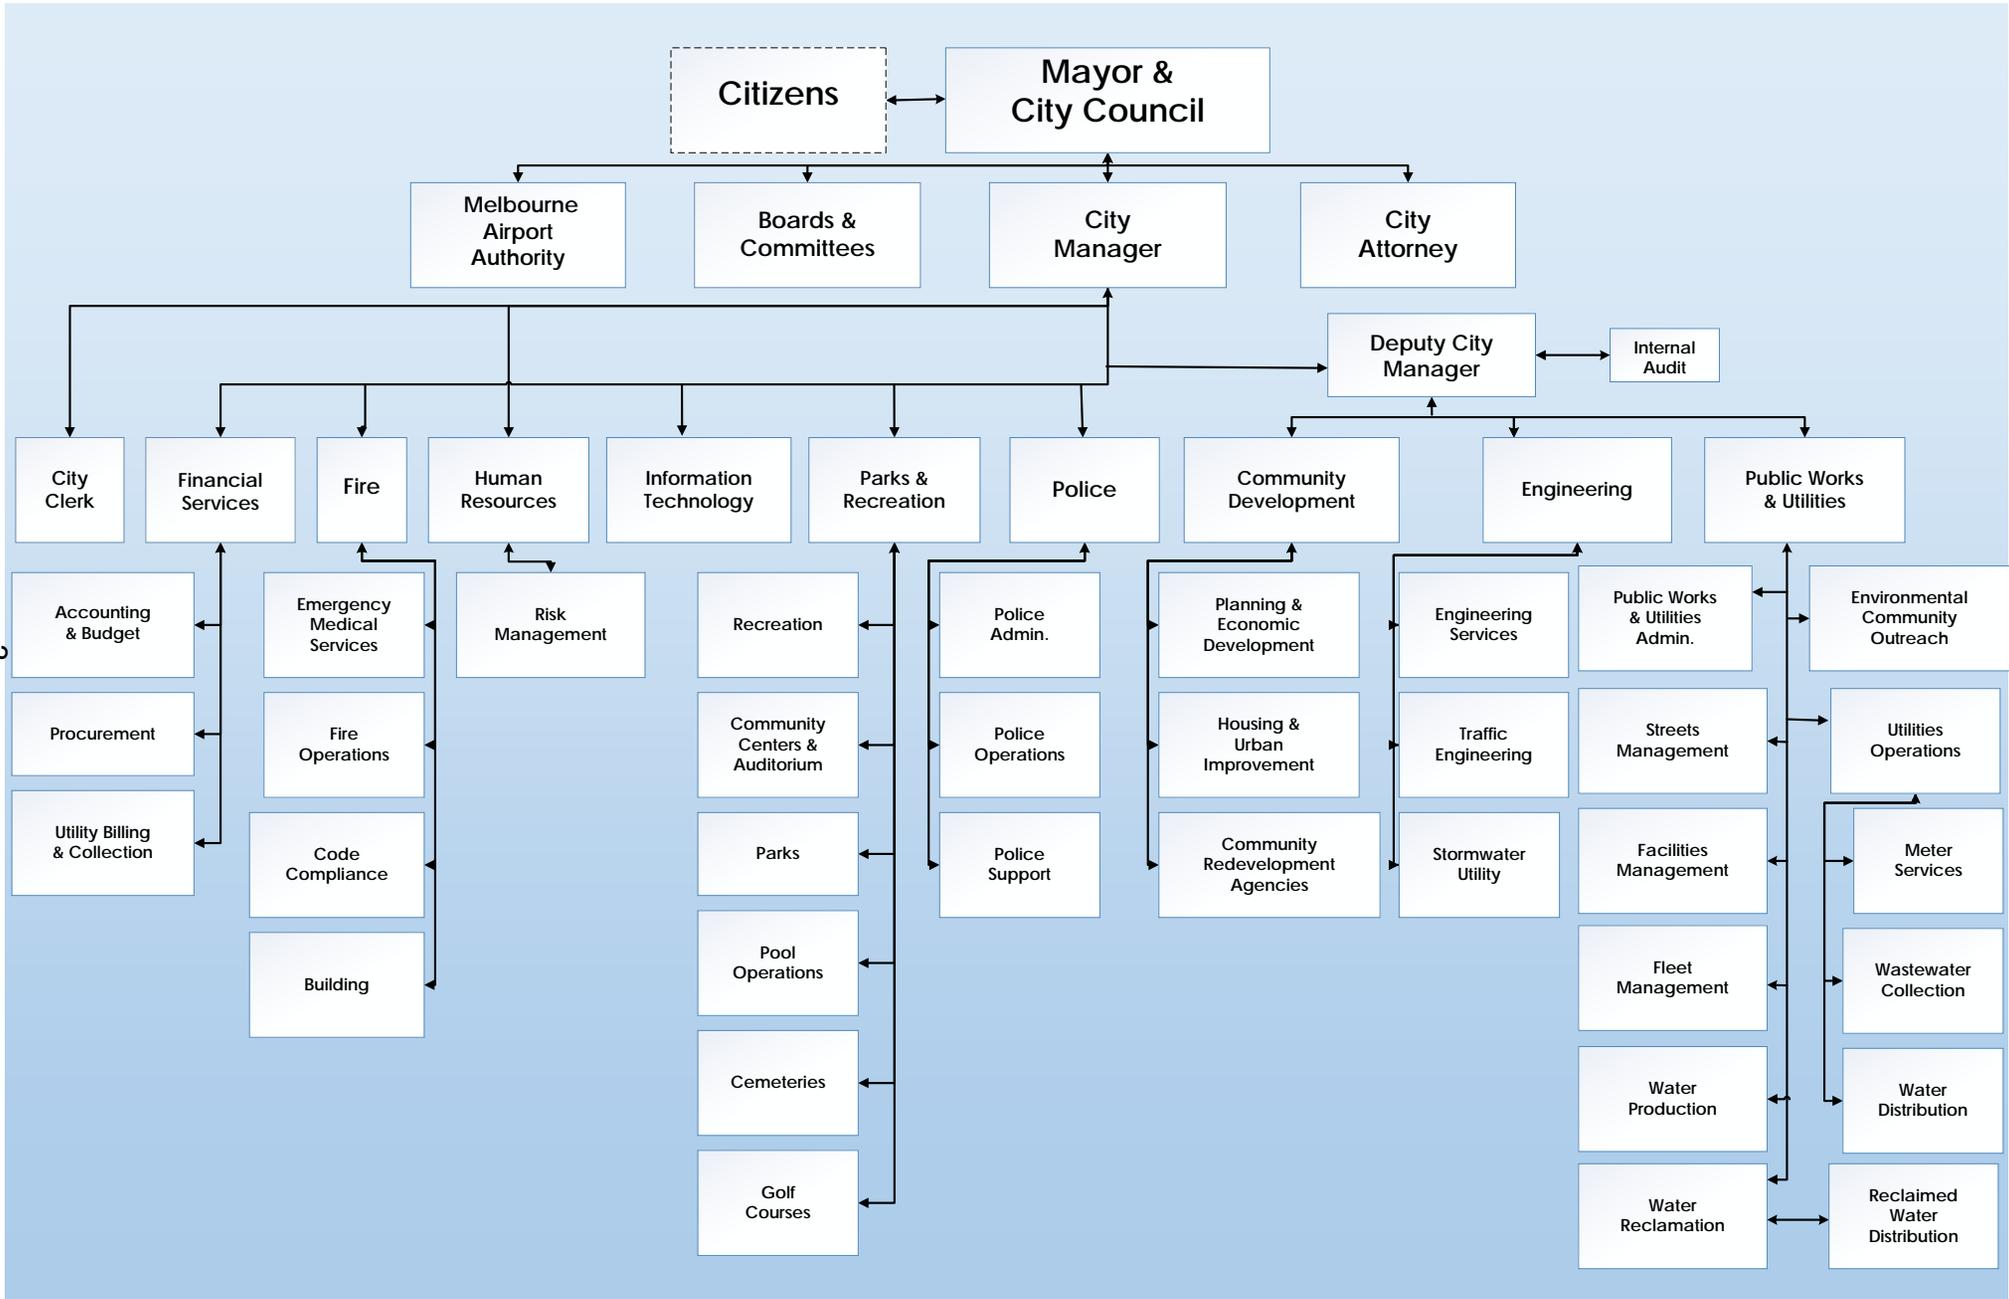 Citizens
Mayor &
City Council
Melbourne
Airport
Authority
Boards &
Committees
City
Manager
City
Attorney
Deputy City
Manager
Internal
Audit
City
Clerk
Financial
Services
Fire
Human
Resources
Information
Technology
Parks &
Recreation
Police
Community
Development
Engineering
Public Works
& Utilities
Accounting
& Budget
Procurement
Utility Billing
& Collection
Emergency
Medical
Services
Fire
Operations
Code
Compliance
Building
Risk
Management
Recreation
Community
Centers &
Auditorium
Parks
Pool
Operations
Cemeteries
Golf
Courses
Police
Admin.
Police
Operations
Police
Support
Planning &
Economic
Development
Housing &
Urban
Improvement
Community
Redevelopment
Agencies
Engineering
Services
Traffic
Engineering
Stormwater
Utility
Public Works
& Utilities
Admin.
Streets
Management
Facilities
Management
Fleet
Management
Water
Production
Water
Reclamation
Environmental
Community
Outreach
Utilities
Operations
Meter
Services
Wastewater
Collection
Water
Distribution
Reclaimed
Water
Distribution